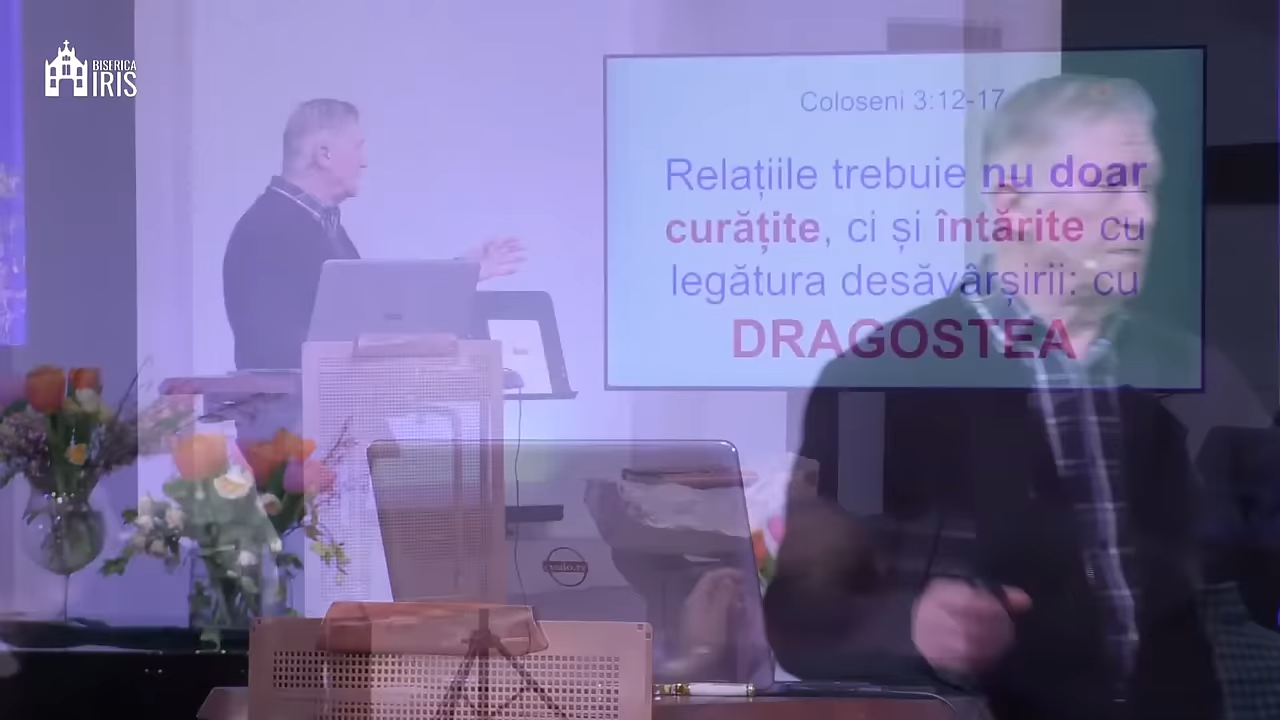 BISERICA
IRIS
Coloseni 3:12-17
Relațiile trebuie nu doar
curățite, ci și întărite cu
legătura desăvârșirii: cu
DRAGOSTEA